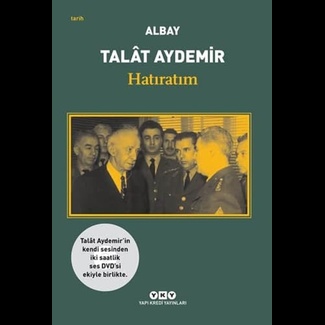 tarih
ALBAY
TALÂT AYDEMİR
Hatıratım
Talât Aydemir'in
kendi sesinden
iki saatlik
ses DVD'si
ekiyle birlikte.
YKY
YAPI KREDİ YAYINLARI